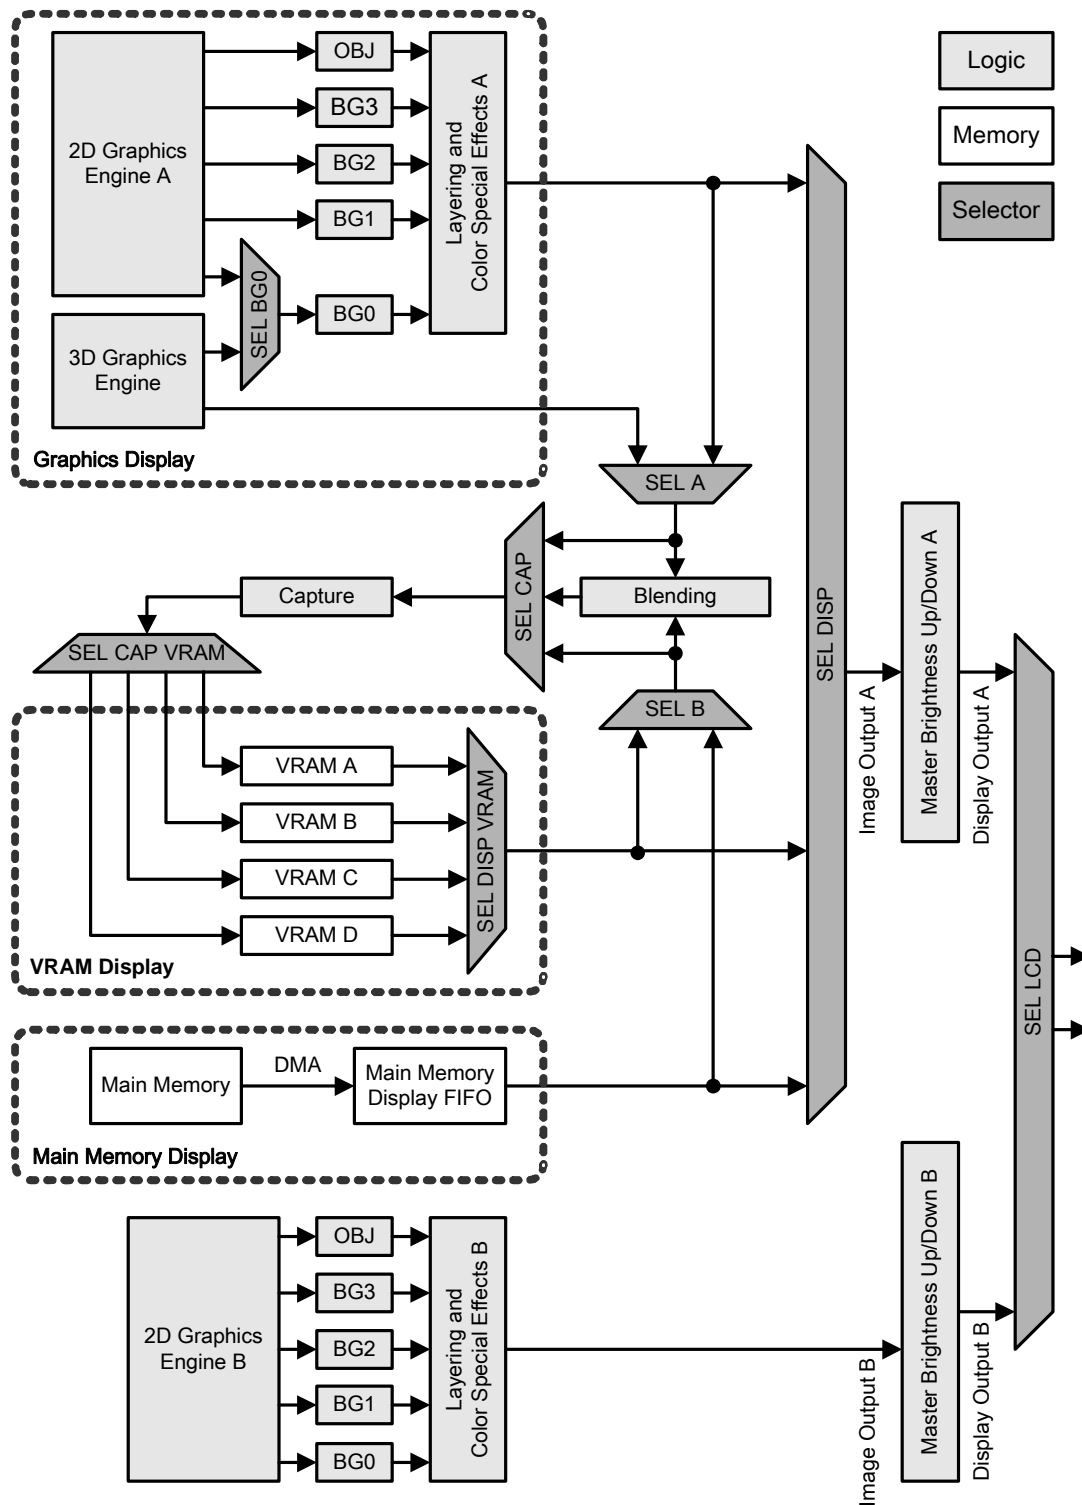 OBJ
BG3
2D Graphics
Engine A
BG2
BG1
SEL BG0
BG0
3D Graphics
Engine
Layering and
Color Special Effects A
Graphics Display
Logic
Memory
Selector
SEL A
SEL CAP
Capture
Blending
SEL CAP VRAM
SEL B
SEL DISP
Image Output A
Master Brightness Up/Down A
Display Output A
VRAM A
VRAM B
VRAM C
VRAM D
SEL DISP VRAM
VRAM Display
SEL LCD
Main Memory
DMA
Main Memory
Display FIFO
Main Memory Display
2D Graphics
Engine B
OBJ
BG3
BG2
BG1
BG0
Layering and
Color Special Effects B
Image Output B
Master Brightness Up/Down B
Display Output B